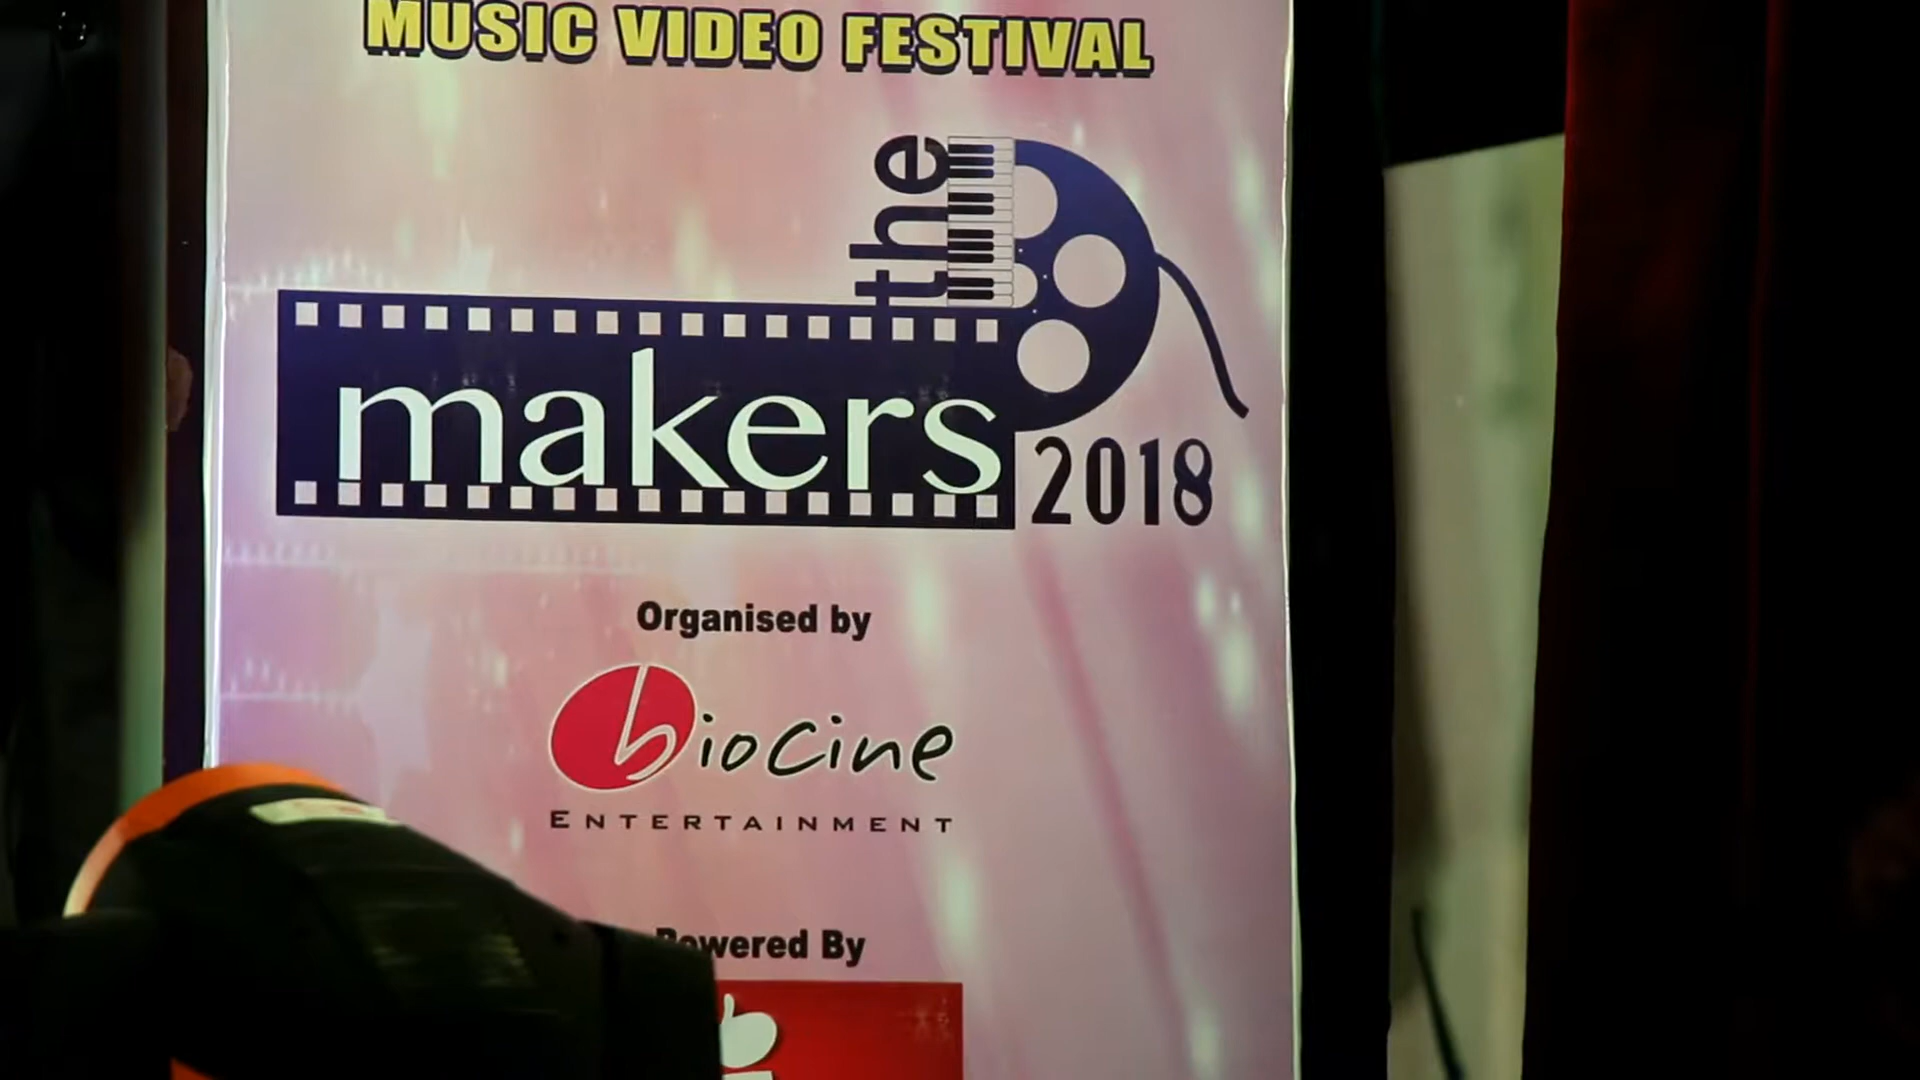 MUSIC VIDEO FESTIVAL
the
makers
2018
Organised by
biocine
ENTERTAINMENT
Powered By